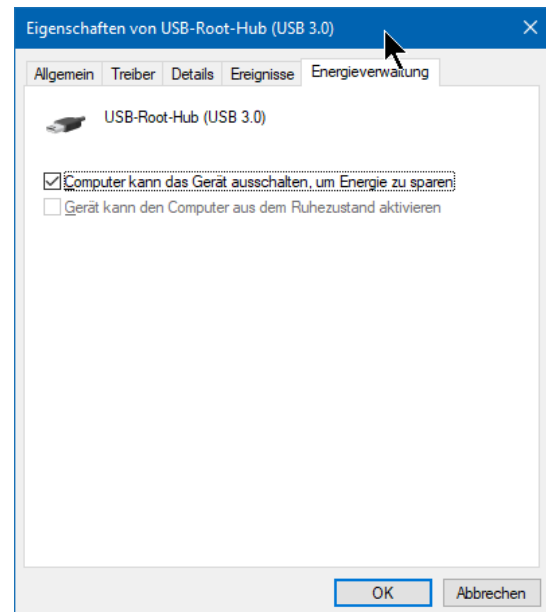 Eigenschaften von USB-Root-Hub (USB 3.0)
Allgemein Treiber Details Ereignisse Energieverwaltung
USB-Root-Hub (USB 3.0)
Computer kann das Gerät ausschalten, um Energie zu sparen
Gerät kann den Computer aus dem Ruhezustand aktivieren
OK Abbrechen